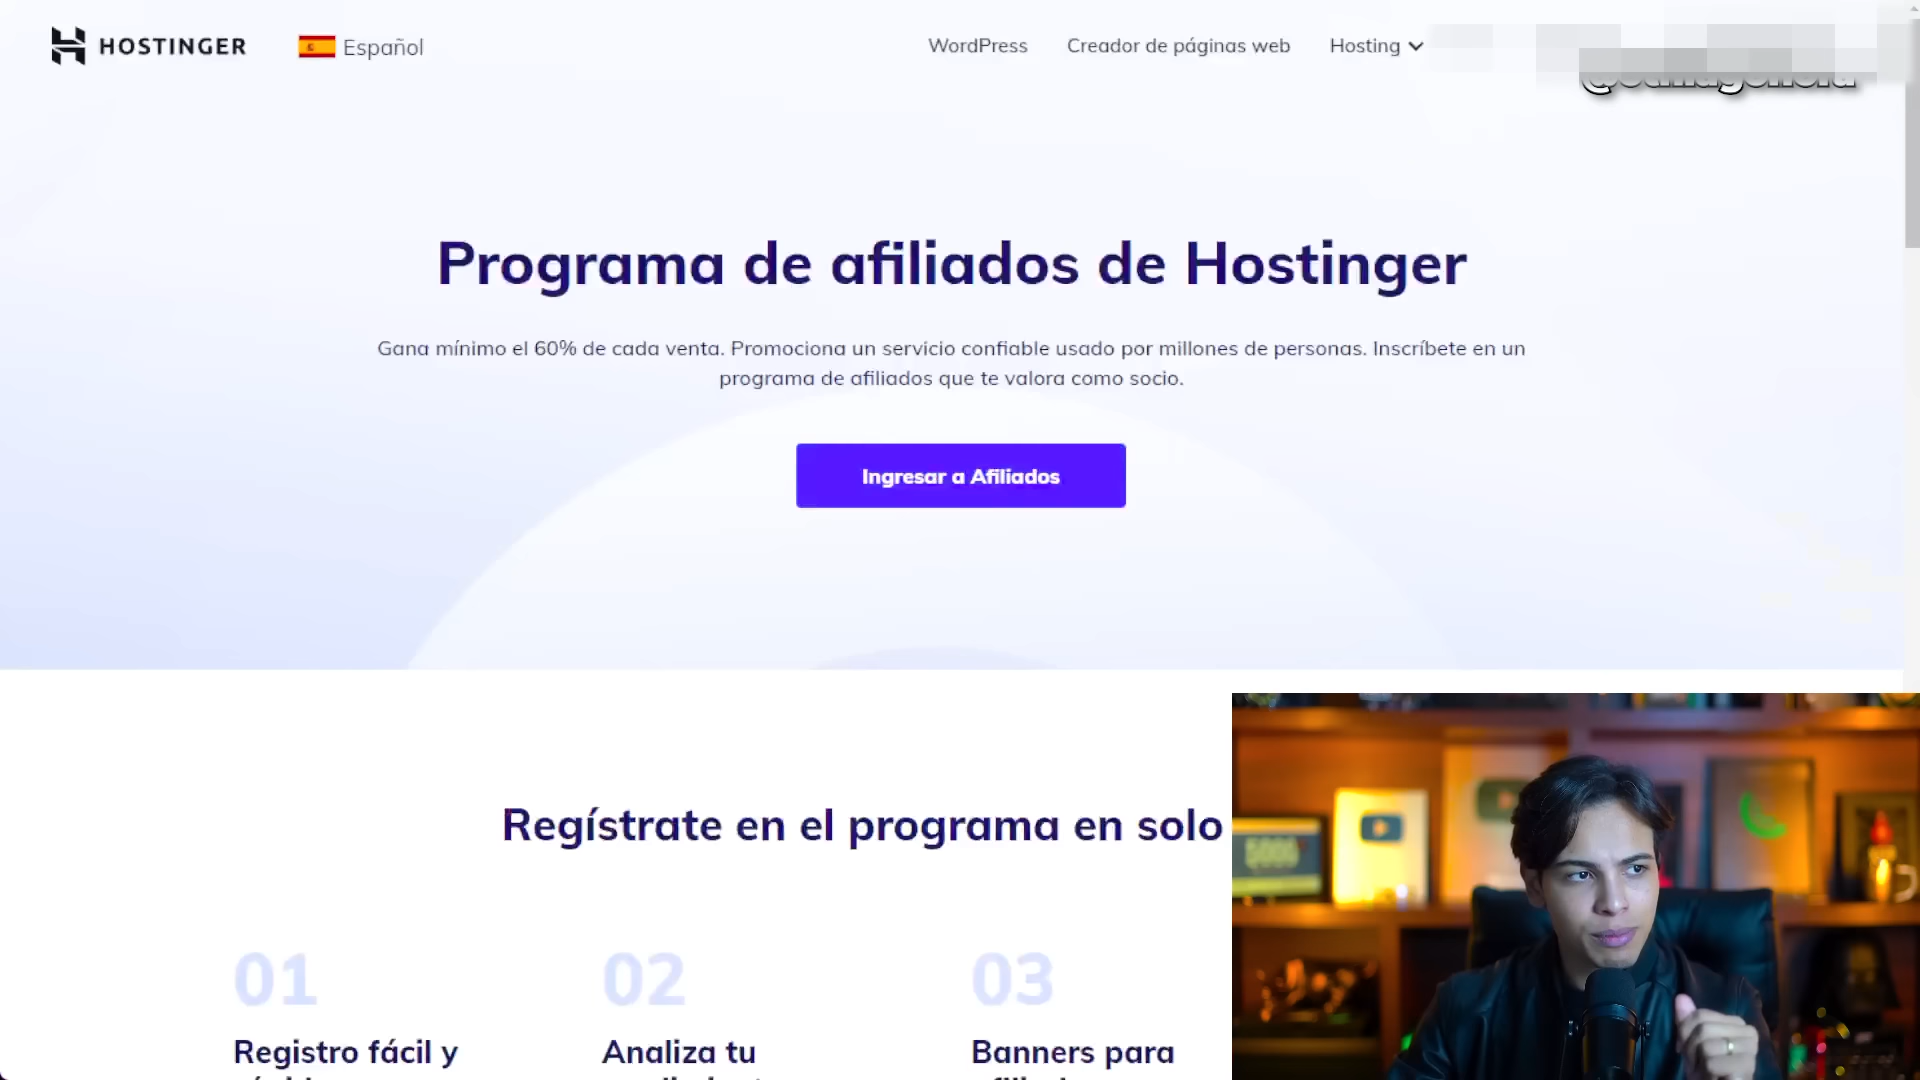 HOSTINGER
Español
WordPress
Creador de páginas web
Hosting
Programa de afiliados de Hostinger
Gana mínimo el 60% de cada venta. Promociona un servicio confiable usado por millones de personas. Inscríbete en un
programa de afiliados que te valora como socio.
Ingresar a Afiliados
Regístrate en el programa en solo
01
02
03
Registro fácil y
Analiza tu
Banners para